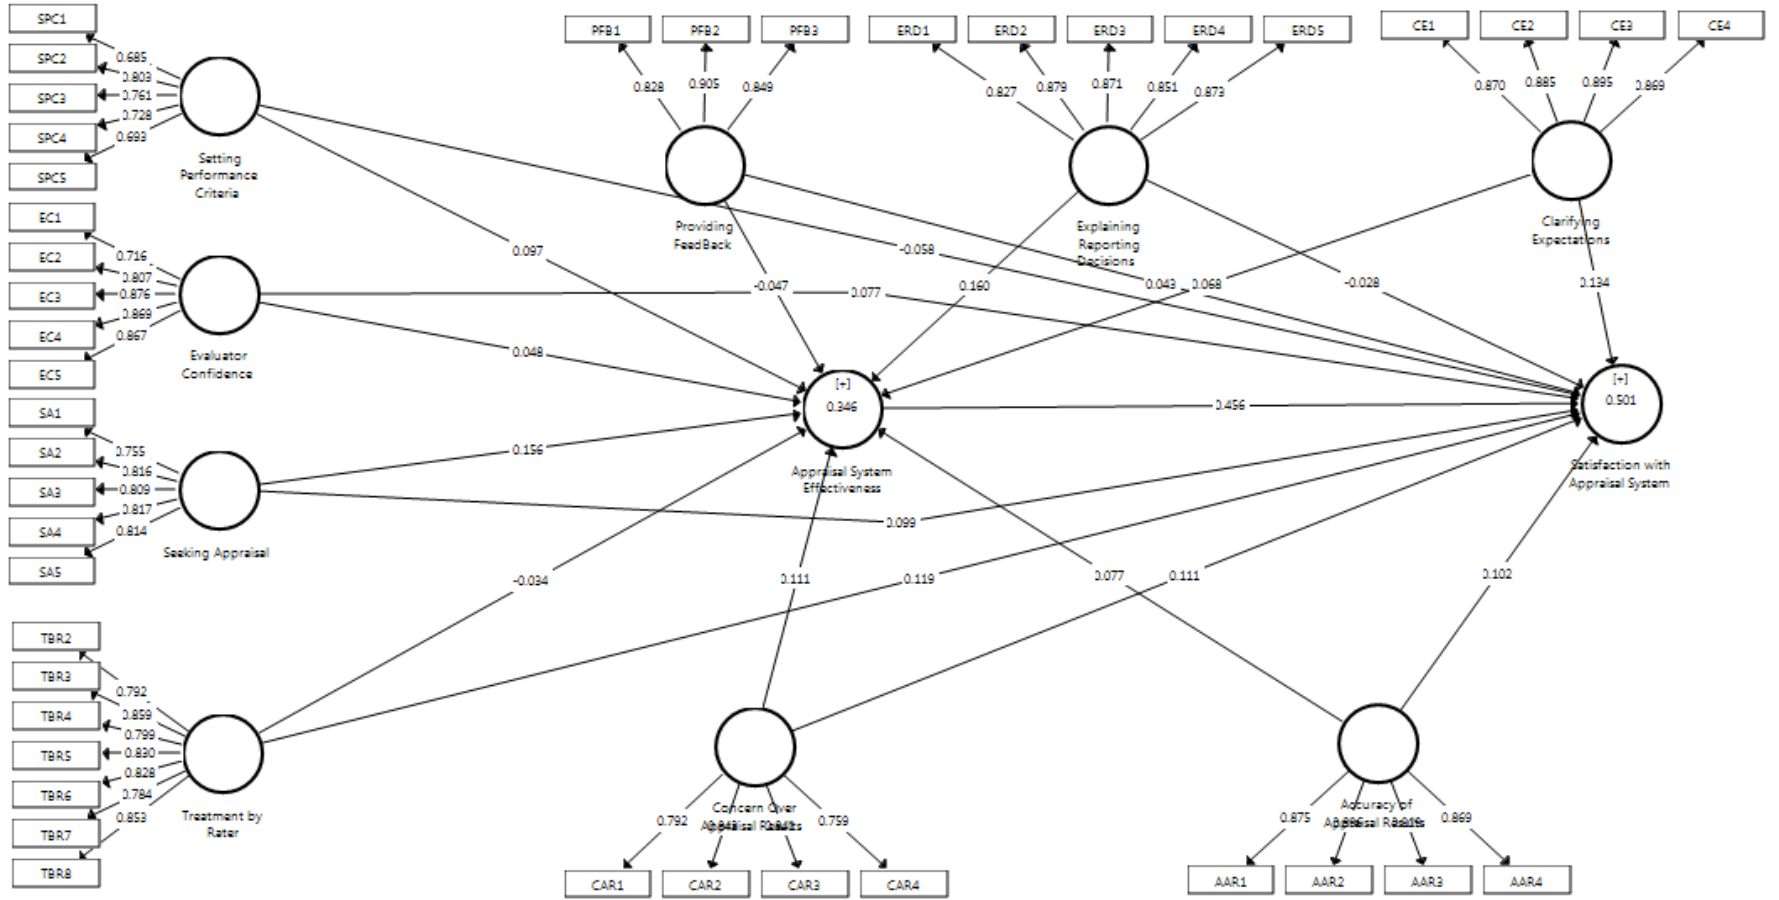 SPC1
SPC2
SPC3
SPC4
SPC5
0.685
0.803
0.761
0.728
0.693
Setting
Performance
Criteria
EC1
EC2
EC3
EC4
EC5
0.716
0.807
0.876
0.869
0.867
Evaluator
Confidence
SA1
SA2
SA3
SA4
SA5
0.755
0.816
0.809
0.817
0.814
Seeking Appraisal
TBR2
TBR3
TBR4
TBR5
TBR6
TBR7
TBR8
0.792
0.859
0.799
0.830
0.828
0.784
0.853
Treatment by
Rater
PFB1
PFB2
PFB3
0.828
0.905
0.849
Providing
FeedBack
ERD1
ERD2
ERD3
ERD4
ERD5
0.827
0.879
0.871
0.851
0.873
Explaining
Reporting
Decisions
CE1
CE2
CE3
CE4
0.870
0.885
0.895
0.869
Clarifying
Expectations
0.097
-0.058
-0.047
0.160
0.043
0.068
-0.028
0.134
0.077
0.048
[+]
0.346
Appraisal System
Effectiveness
0.456
[+]
0.501
Satisfaction with
Appraisal System
0.156
0.099
-0.034
0.111
0.119
0.077
0.111
0.102
Concern Over
Appraisal Results
0.792
0.759
CAR1
CAR2
CAR3
CAR4
Accuracy of
Appraisal Results
0.875
0.869
AAR1
AAR2
AAR3
AAR4